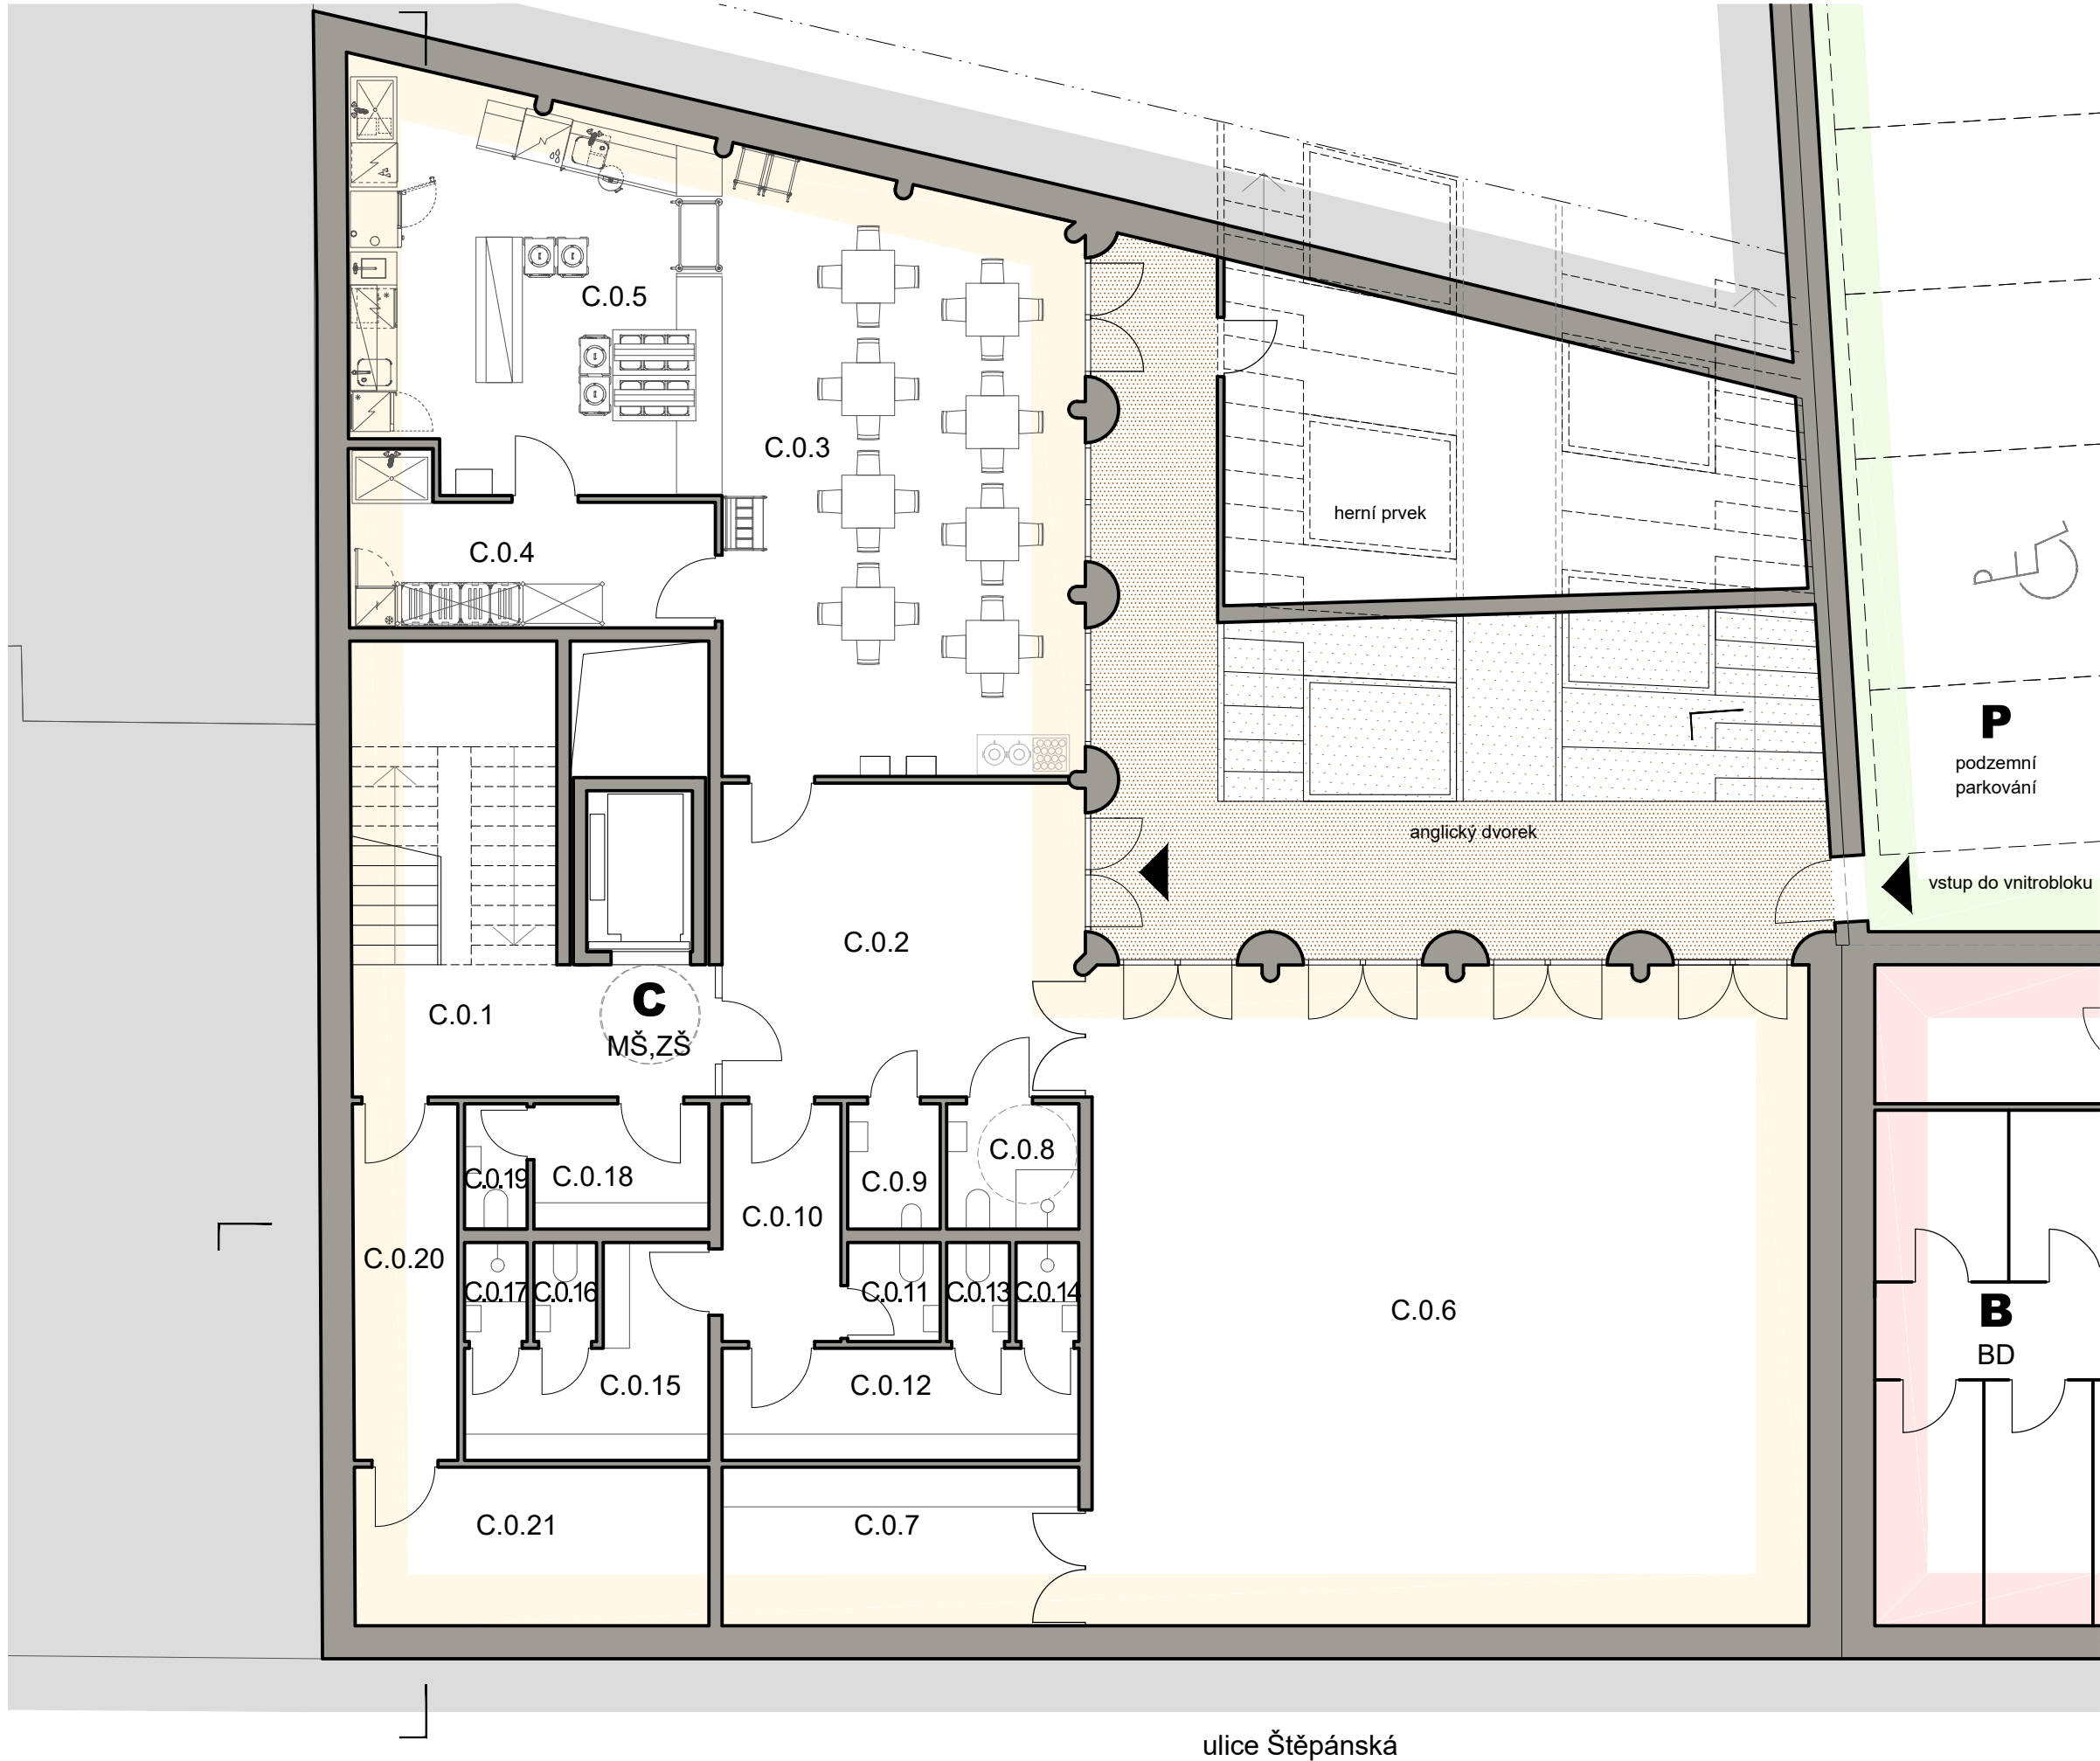 C.0.5
C.0.3
herní prvek
C.0.4
P
P
podzemní
parkování
anglický dvorek
vstup do vnitrobloku
C.0.2
C
MŠ,ZŠ
C.0.1
C.0.8
C.0.19
C.0.18
C.0.9
C.0.10
C.0.20
C.0.17
C.0.16
C.0.11
C.0.13
C.0.14
C.0.6
B
BD
C.0.15
C.0.12
C.0.21
C.0.7
ulice Štěpánská